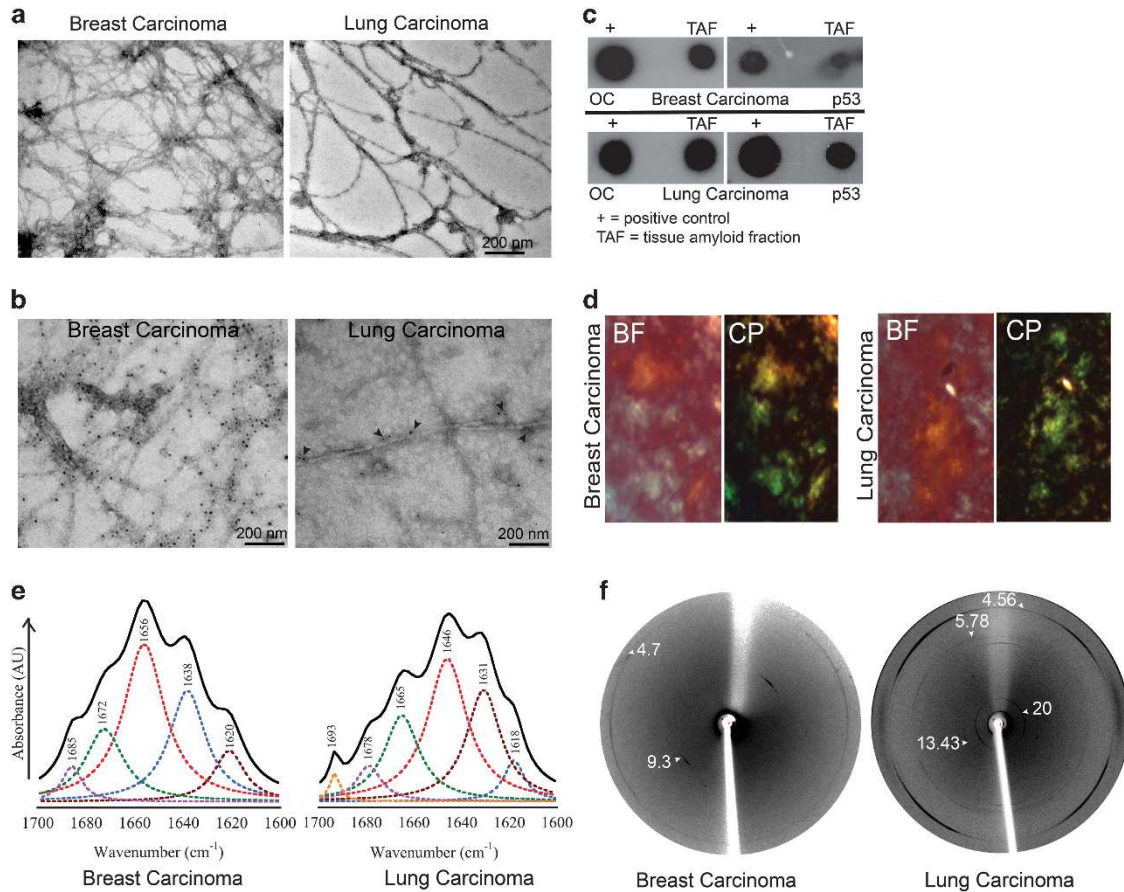 a
Breast Carcinoma
Lung Carcinoma
200 nm
b
Breast Carcinoma
Lung Carcinoma
200 nm
200 nm
c
+ TAF + TAF
OC Breast Carcinoma p53
+ TAF + TAF
OC Lung Carcinoma p53
+ = positive control
TAF = tissue amyloid fraction
d
Breast Carcinoma
BF
CP
Lung Carcinoma
BF
CP
e
Absorbance (AU)
1685
1672
1656
1638
1620
1700 1680 1660 1640 1620 1600
Wavenumber (cm⁻¹)
Breast Carcinoma
1693
1678
1665
1646
1631
1618
1700 1680 1660 1640 1620 1600
Wavenumber (cm⁻¹)
Lung Carcinoma
f
4.7
9.3
Breast Carcinoma
4.56
5.78
20
13.43
Lung Carcinoma